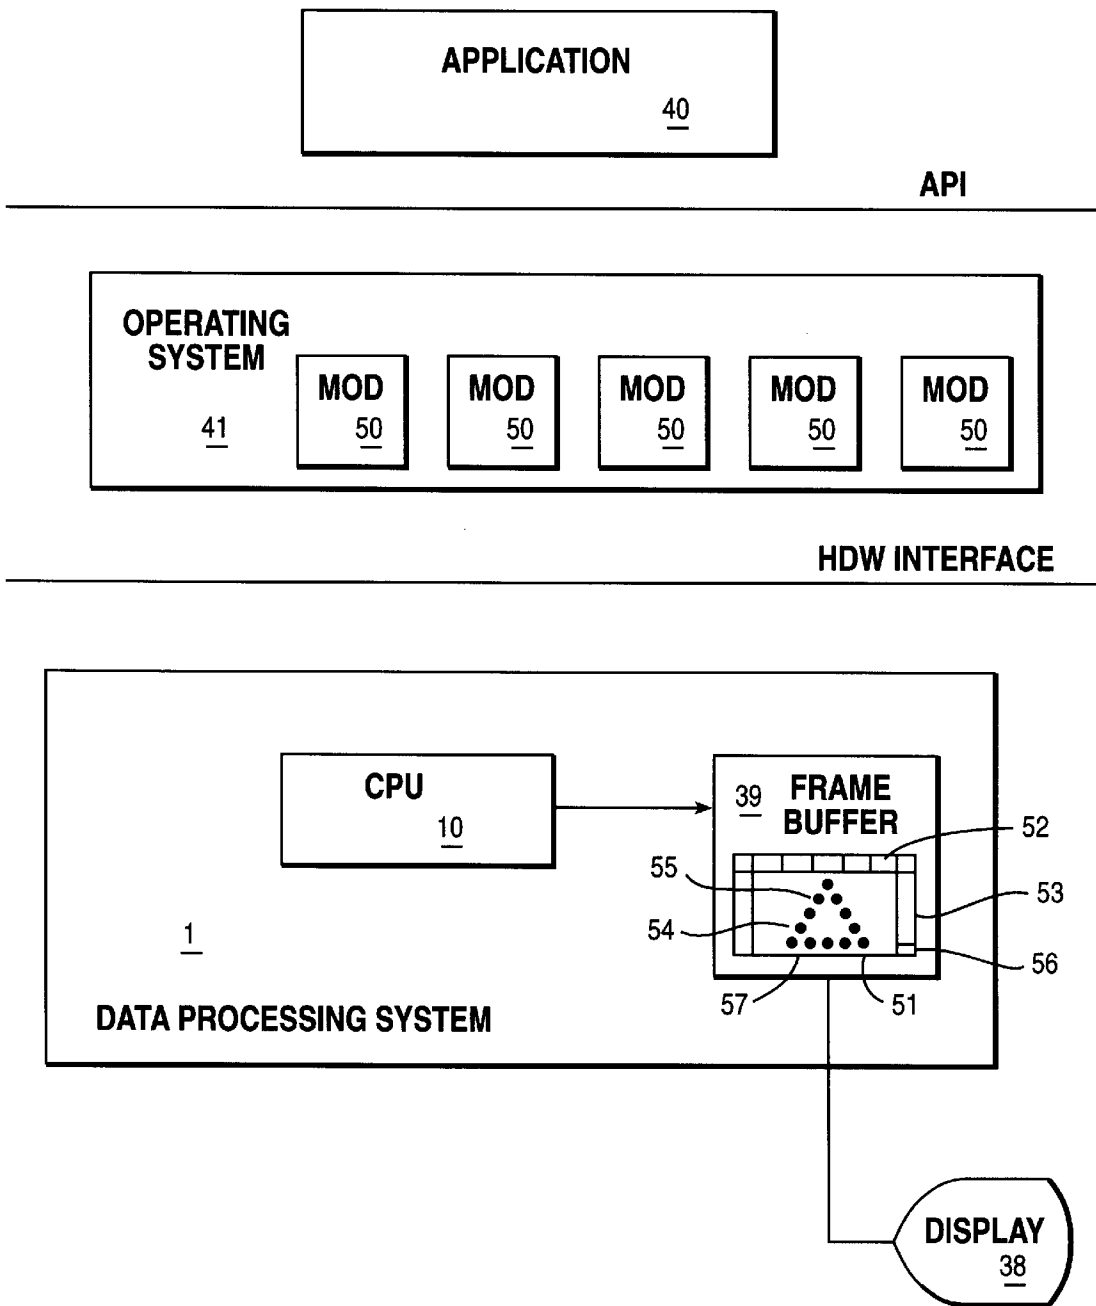 APPLICATION
40
API
OPERATING
SYSTEM
41
MOD
50
MOD
50
MOD
50
MOD
50
MOD
50
HDW INTERFACE
CPU
10
39
FRAME
BUFFER
52
55
53
54
56
57
51
1
DATA PROCESSING SYSTEM
DISPLAY
38